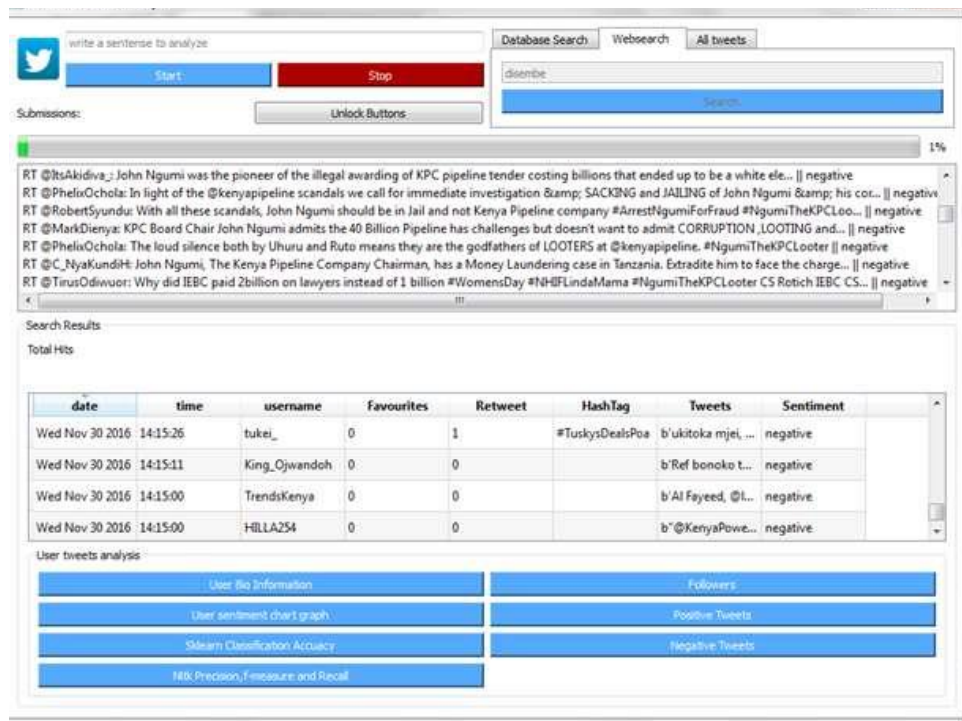 write a sentense to analyze
Start
Stop
Submissions:
Unlock Buttons
Database Search
Websearch
All tweets
disembe
Search
1%
RT @ItsAkidiva_: John Ngumi was the pioneer of the illegal awarding of KPC pipeline tender costing billions that ended up to be a white ele... || negative
RT @PhelixOchola: In light of the @kenyapipeline scandals we call for immediate investigation &amp; SACKING and JAILING of John Ngumi &amp; his cor... || negative
RT @RobertSyundu: With all these scandals, John Ngumi should be in Jail and not Kenya Pipeline company #ArrestNgumiForFraud #NgumiTheKPCLoo... || negative
RT @MarkDienya: KPC Board Chair John Ngumi admits the 40 Billion Pipeline has challenges but doesn't want to admit CORRUPTION ,LOOTING and... || negative
RT @PhelixOchola: The loud silence both by Uhuru and Ruto means they are the godfathers of LOOTERS at @kenyapipeline. #NgumiTheKPCLooter || negative
RT @C_NyaKundiH: John Ngumi, The Kenya Pipeline Company Chairman, has a Money Laundering case in Tanzania. Extradite him to face the charge... || negative
RT @TirusOdiwuor: Why did IEBC paid 2billion on lawyers instead of 1 billion #WomensDay #NHIFLindaMama #NgumiTheKPCLooter CS Rotich IEBC CS... || negative
Search Results
Total Hits
date time username Favourites Retweet HashTag Tweets Sentiment
Wed Nov 30 2016 14:15:26 tukei_ 0 1 #TuskysDealsPoa b'ukitoka mjei, ... negative
Wed Nov 30 2016 14:15:11 King_Ojwandoh 0 0 b'Ref bonoko t... negative
Wed Nov 30 2016 14:15:00 TrendsKenya 0 0 b'Al Fayeed, @I... negative
Wed Nov 30 2016 14:15:00 HILLA254 0 0 b"@KenyaPowe... negative
User tweets analysis
User Bio Information
Followers
User sentiment chart graph
Positive Tweets
Sklearn Classification Accuacy
Negative Tweets
Nltk Precision,f-measure and Recall